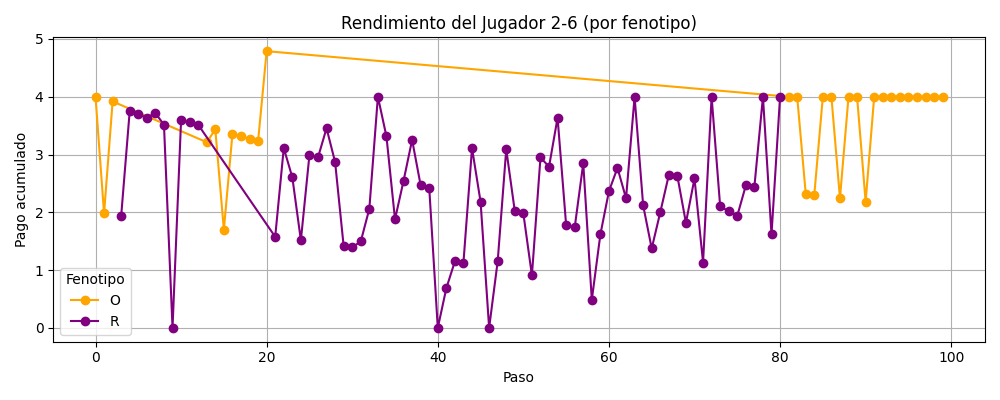 Rendimiento del Jugador 2-6 (por fenotipo)
Pago acumulado
5
4
3
2
1
0
Fenotipo
O
R
0 20 40 60 80 100
Paso